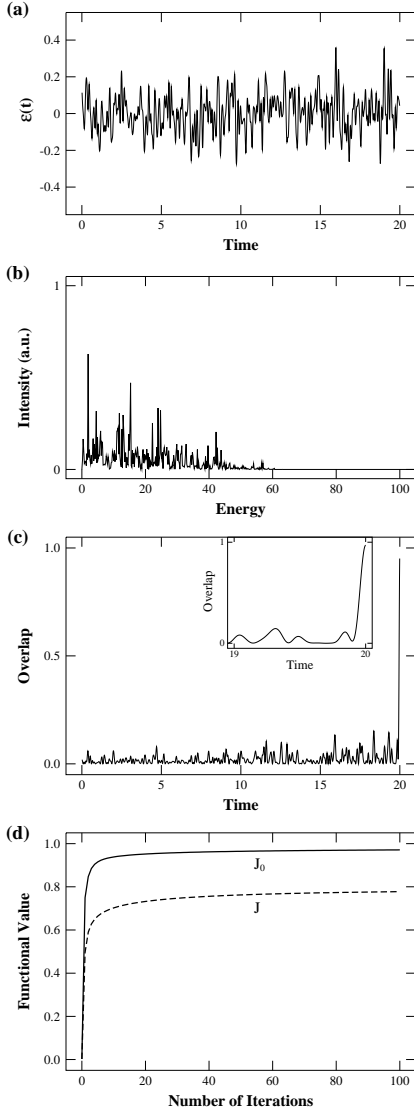 (a)
0.4
0.2
0
-0.2
-0.4
ε(t)
0 5 10 15 20
Time
(b)
1
0
Intensity (a.u.)
0 20 40 60 80 100
Energy
(c)
1.0
0.5
0.0
Overlap
1
0
Overlap
19 20
Time
0 5 10 15 20
Time
(d)
1.0
0.8
0.6
0.4
0.2
0.0
Functional Value
J₀
J
0 20 40 60 80 100
Number of Iterations